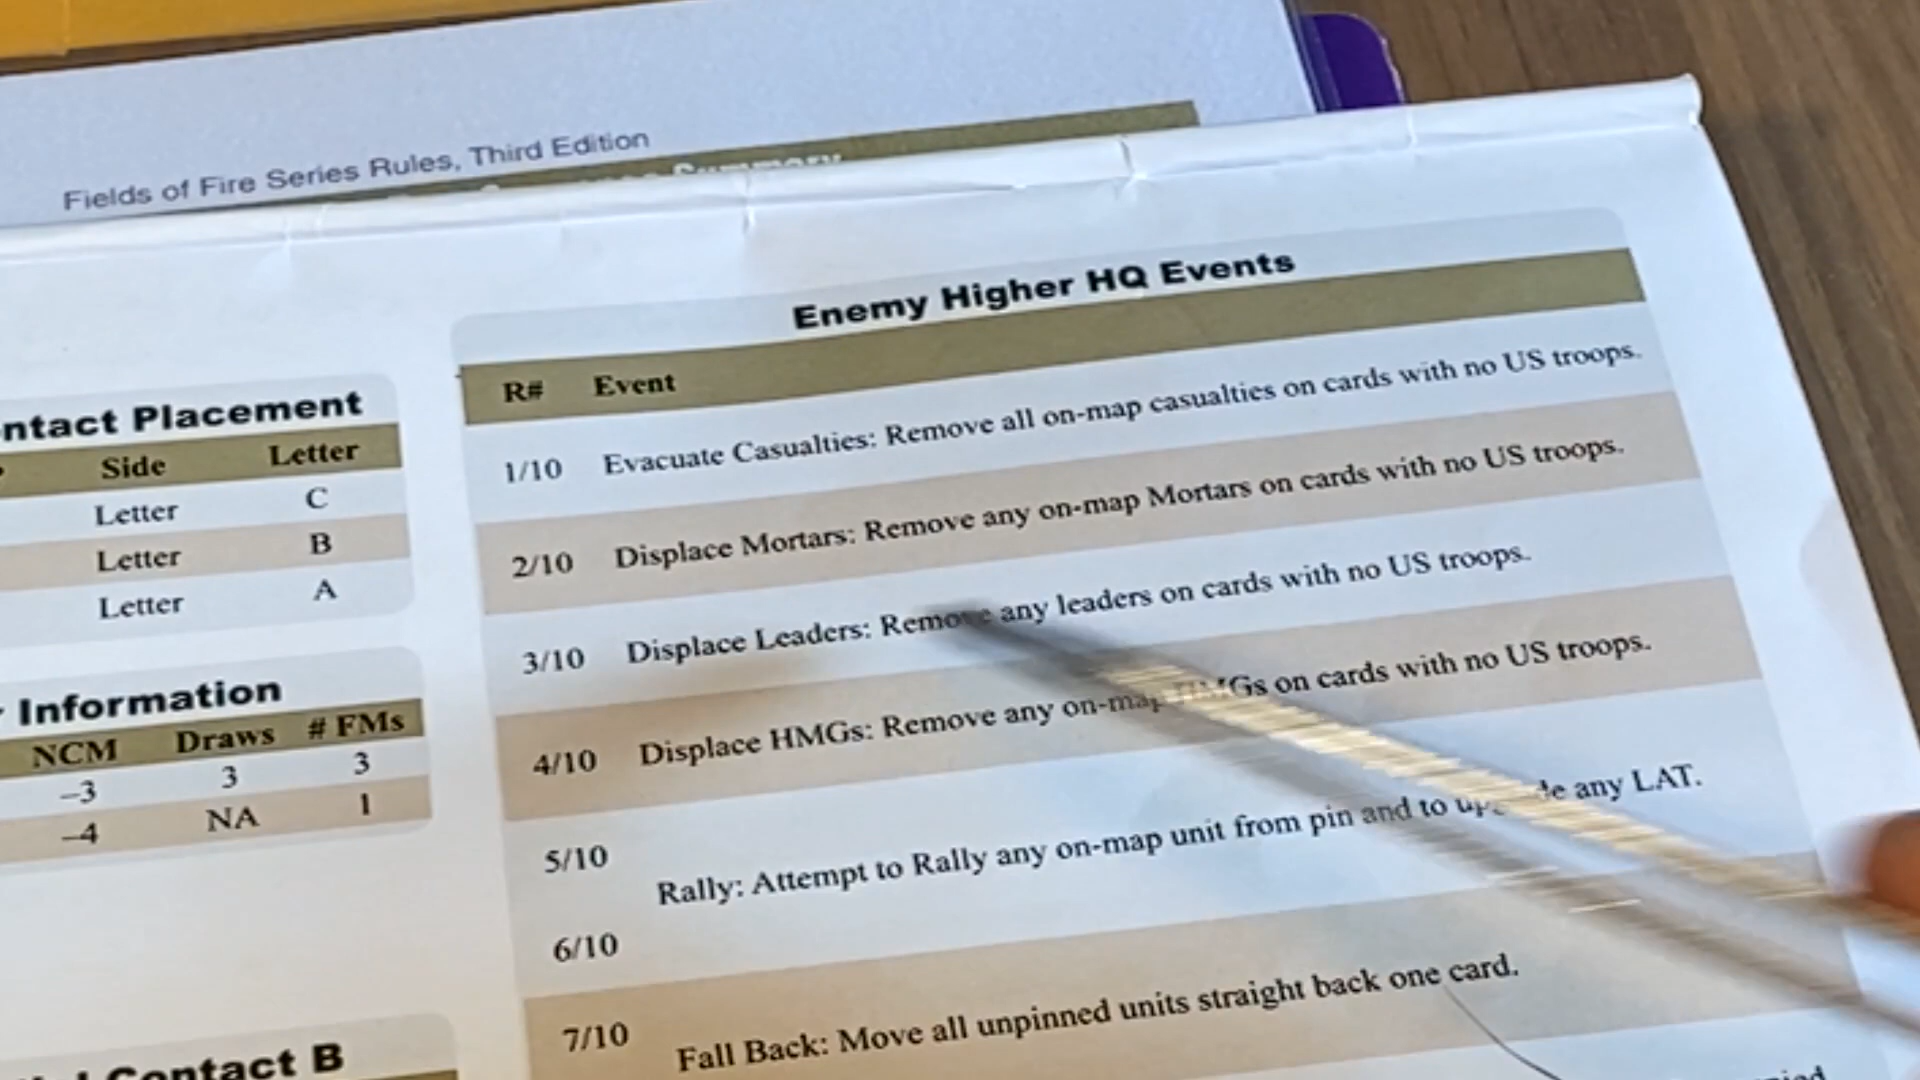 Fields of Fire Series Rules, Third Edition
Summary
ntact Placement
Side Letter
Letter C
Letter B
Letter A
Information
NCM Draws # FMs
–3 3 3
–4 NA 1
Contact B
Enemy Higher HQ Events
R# Event
1/10 Evacuate Casualties: Remove all on-map casualties on cards with no US troops.
2/10 Displace Mortars: Remove any on-map Mortars on cards with no US troops.
3/10 Displace Leaders: Remove any leaders on cards with no US troops.
4/10 Displace HMGs: Remove any on-map HMGs on cards with no US troops.
5/10
Rally: Attempt to Rally any on-map unit from pin and to any LAT.
6/10
7/10 Fall Back: Move all unpinned units straight back one card.